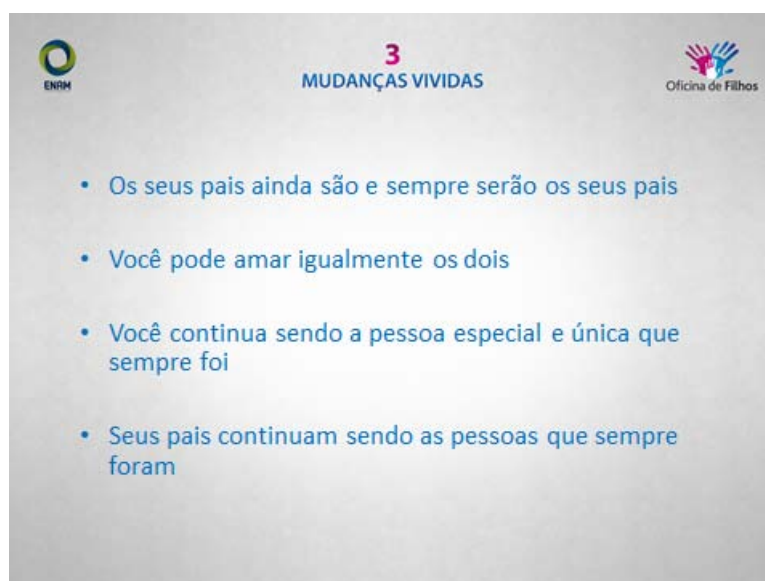 ENAM
3
MUDANÇAS VIVIDAS
Oficina de Filhos
• Os seus pais ainda são e sempre serão os seus pais
• Você pode amar igualmente os dois
• Você continua sendo a pessoa especial e única que
sempre foi
• Seus pais continuam sendo as pessoas que sempre
foram